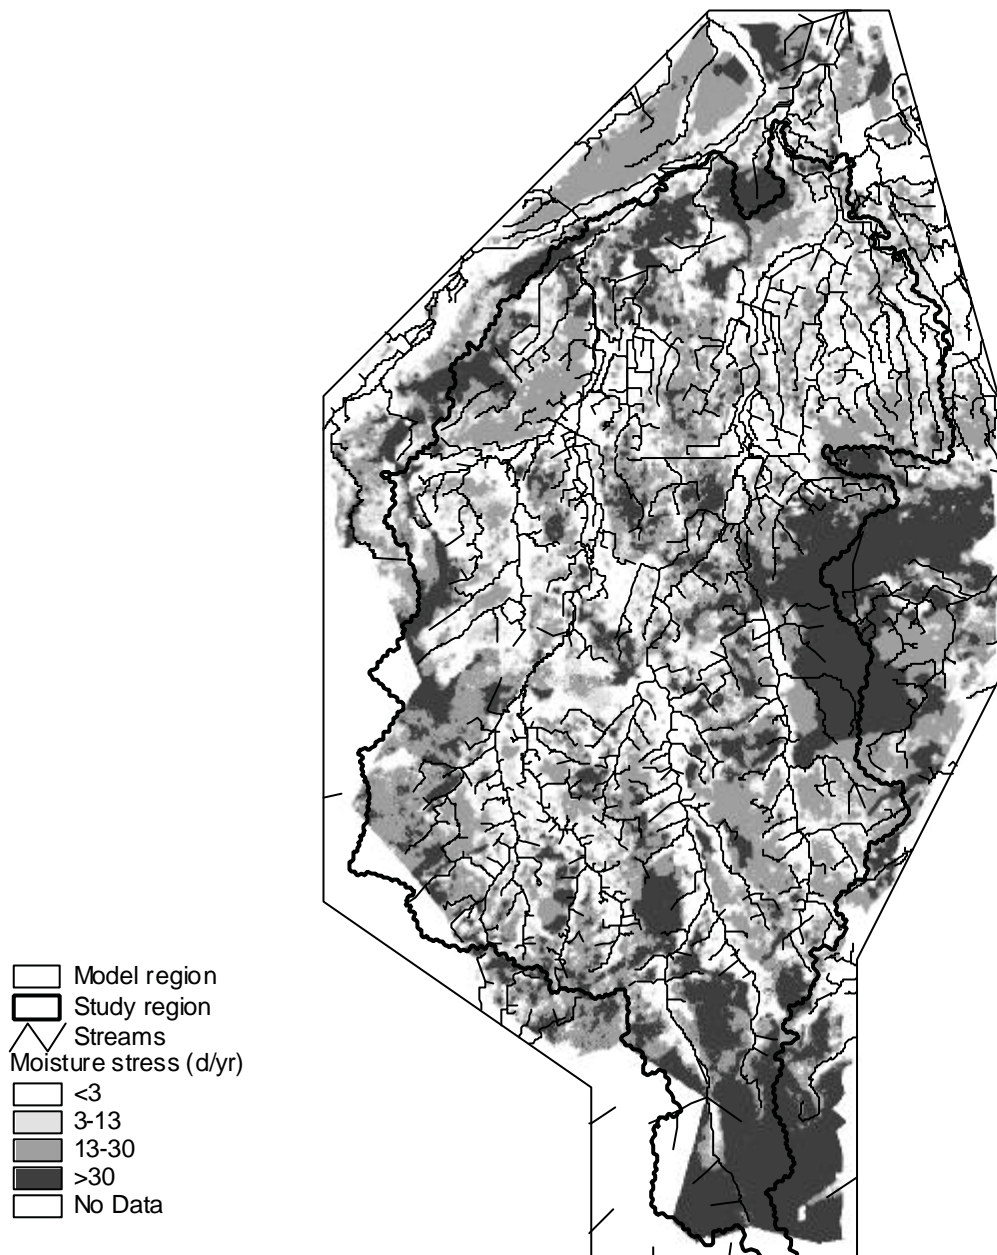 Model region
Study region
Streams
Moisture stress (d/yr)
<3
3-13
13-30
>30
No Data